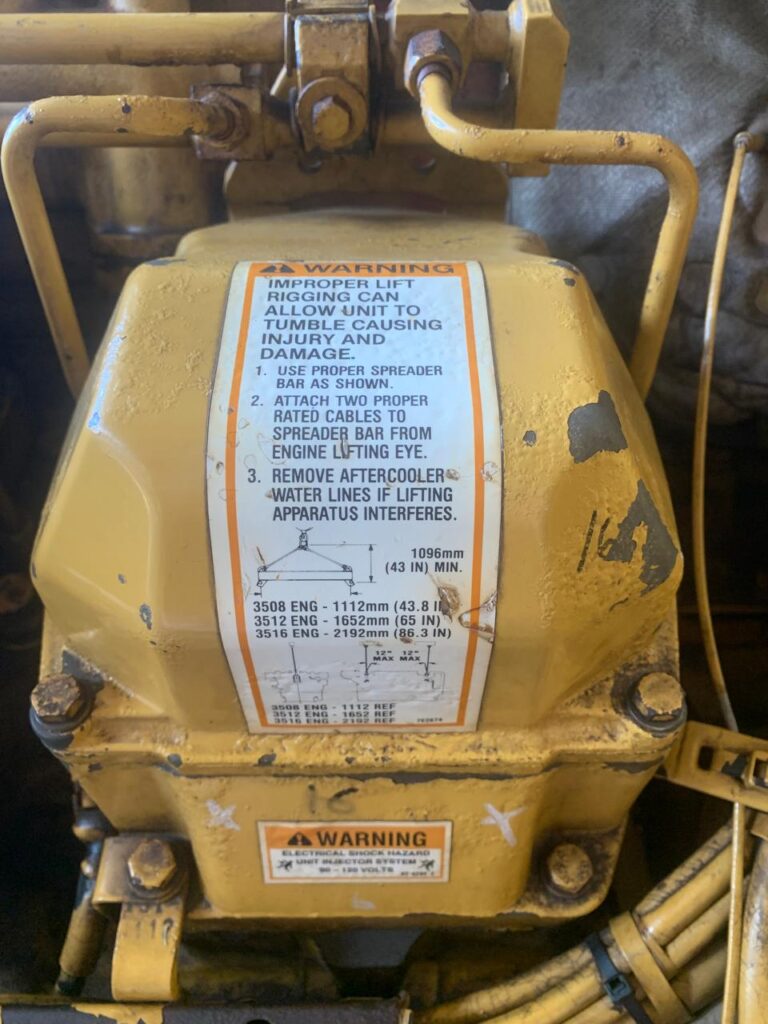 WARNING
IMPROPER LIFT
RIGGING CAN
ALLOW UNIT TO
TUMBLE CAUSING
INJURY AND
DAMAGE.
1. USE PROPER SPREADER
BAR AS SHOWN.
2. ATTACH TWO PROPER
RATED CABLES TO
SPREADER BAR FROM
ENGINE LIFTING EYE.
3. REMOVE AFTERCOOLER
WATER LINES IF LIFTING
APPARATUS INTERFERES.
1096mm
(43 IN) MIN.
3508 ENG - 1112mm (43.8 IN)
3512 ENG - 1652mm (65 IN)
3516 ENG - 2192mm (86.3 IN)
12" 12"
MAX MAX
3508 ENG - 1112 REF
3512 ENG - 1652 REF
3516 ENG - 2192 REF
16
16
WARNING
ELECTRICAL SHOCK HAZARD
UNIT INJECTOR SYSTEM
90 - 120 VOLTS